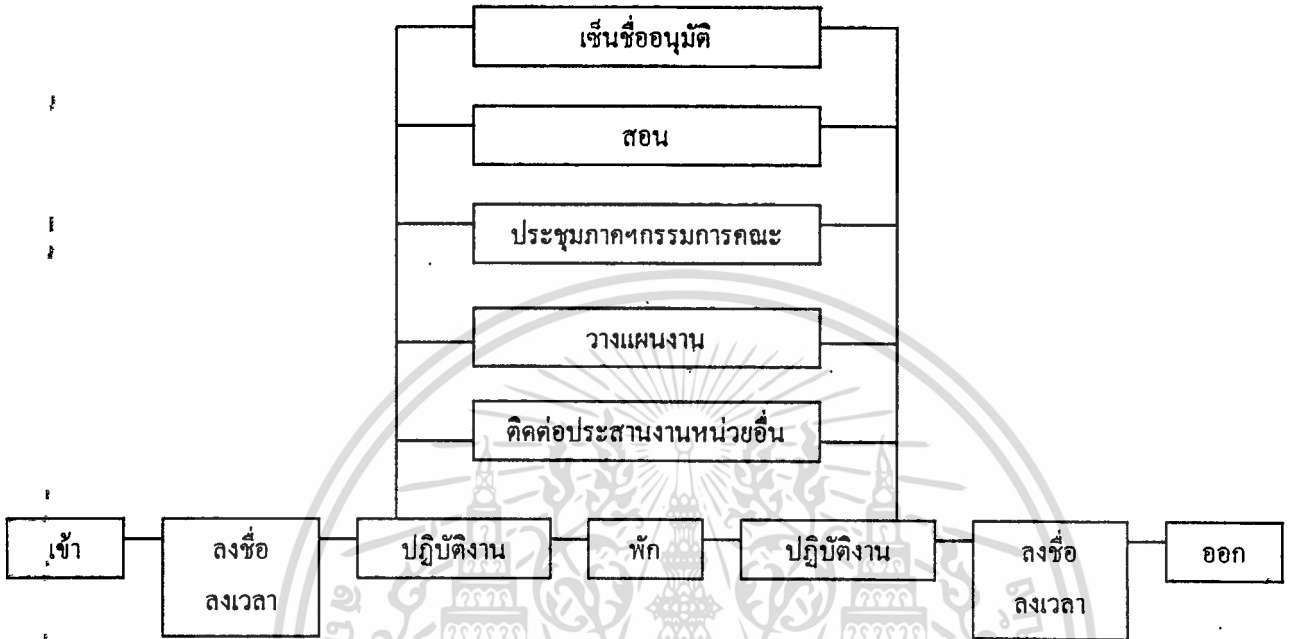 เซ็นชื่ออนุมัติ
สอน
ประชุมภาคฯกรรมการคณะ
วางแผนงาน
ติดต่อประสานงานหน่วยอื่น
เข้า
ลงชื่อ
ลงเวลา
ปฏิบัติงาน
พัก
ปฏิบัติงาน
ลงชื่อ
ลงเวลา
ออก